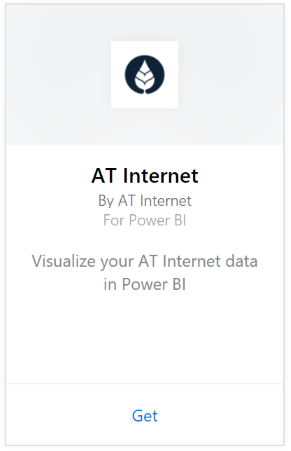 AT Internet
By AT Internet
For Power BI
Visualize your AT Internet data
in Power BI
Get